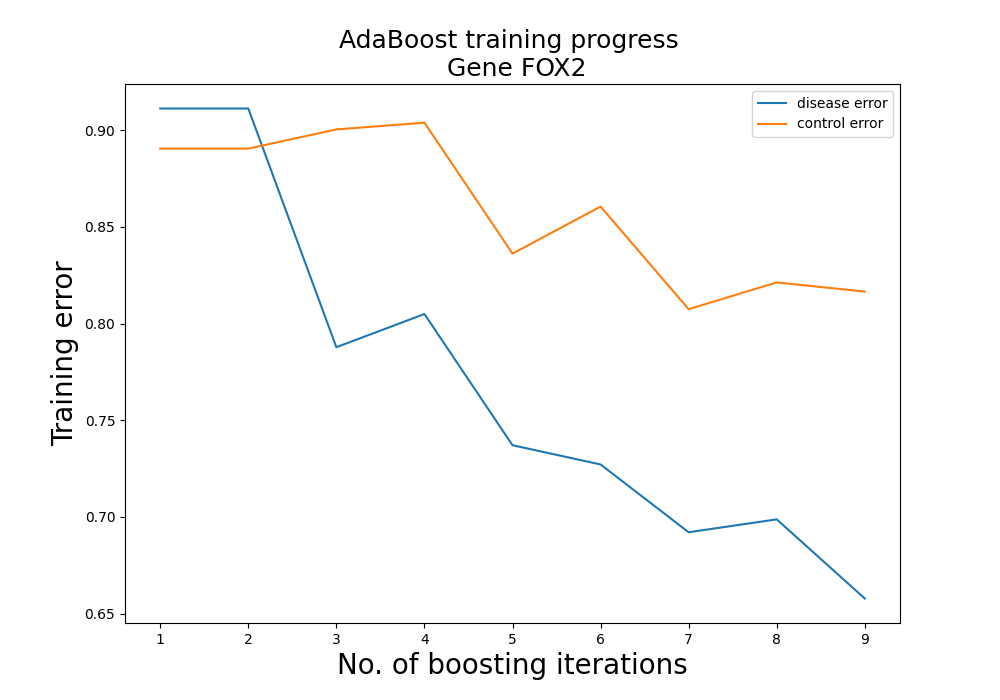 AdaBoost training progress
Gene FOX2
disease error
control error
0.90
0.85
0.80
0.75
0.70
0.65
Training error
1 2 3 4 5 6 7 8 9
No. of boosting iterations